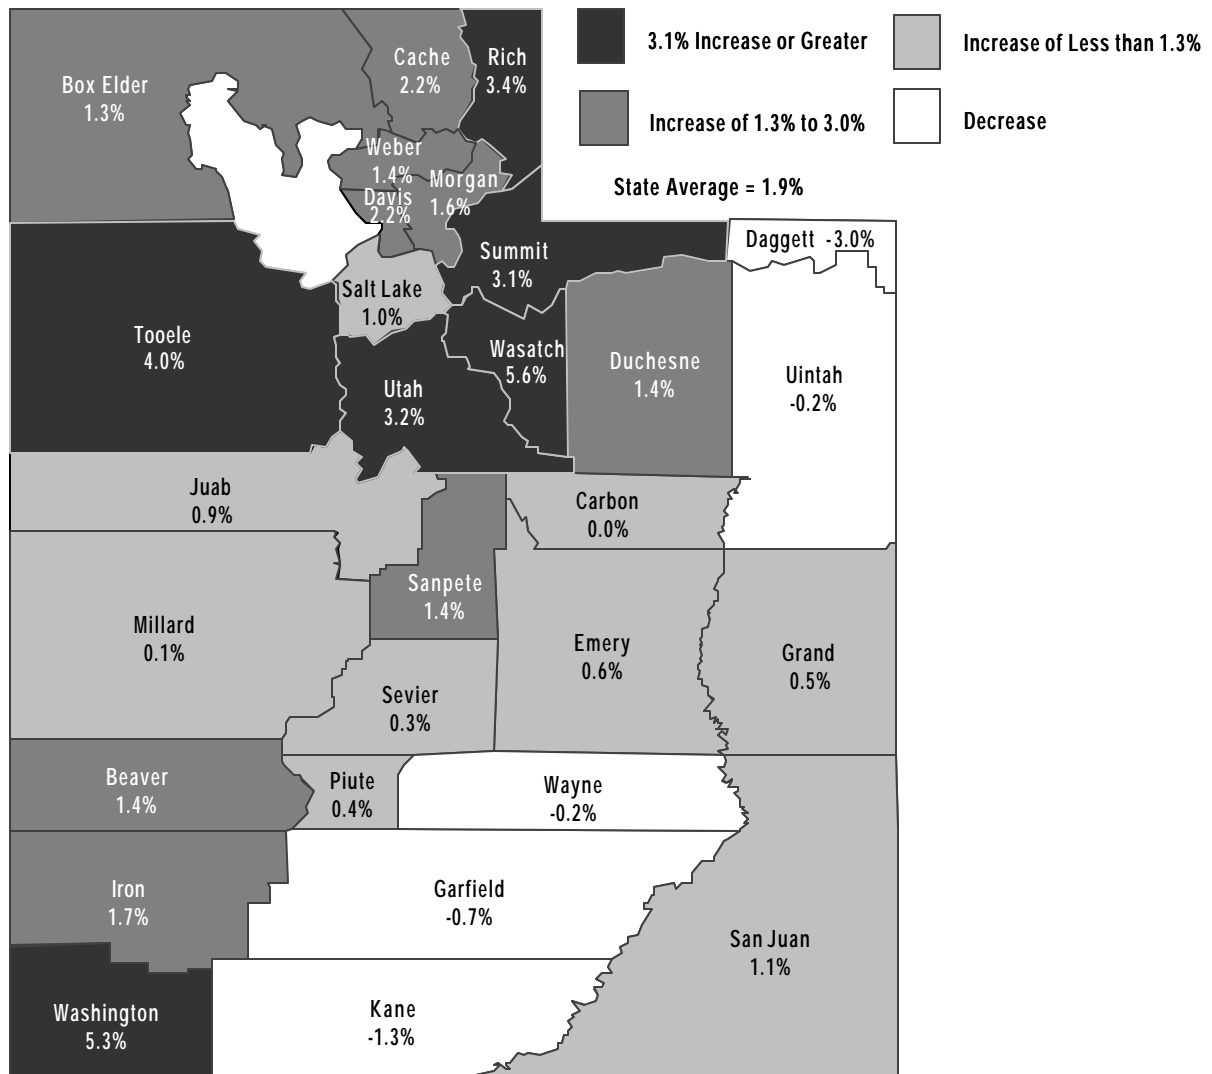 3.1% Increase or Greater
Increase of Less than 1.3%
Increase of 1.3% to 3.0%
Decrease
State Average = 1.9%
Box Elder
1.3%
Cache
2.2%
Rich
3.4%
Weber
1.4%
Morgan
1.6%
Davis
2.2%
Summit
3.1%
Daggett -3.0%
Salt Lake
1.0%
Tooele
4.0%
Utah
3.2%
Wasatch
5.6%
Duchesne
1.4%
Uintah
-0.2%
Juab
0.9%
Carbon
0.0%
Sanpete
1.4%
Millard
0.1%
Emery
0.6%
Grand
0.5%
Sevier
0.3%
Beaver
1.4%
Piute
0.4%
Wayne
-0.2%
Iron
1.7%
Garfield
-0.7%
San Juan
1.1%
Washington
5.3%
Kane
-1.3%